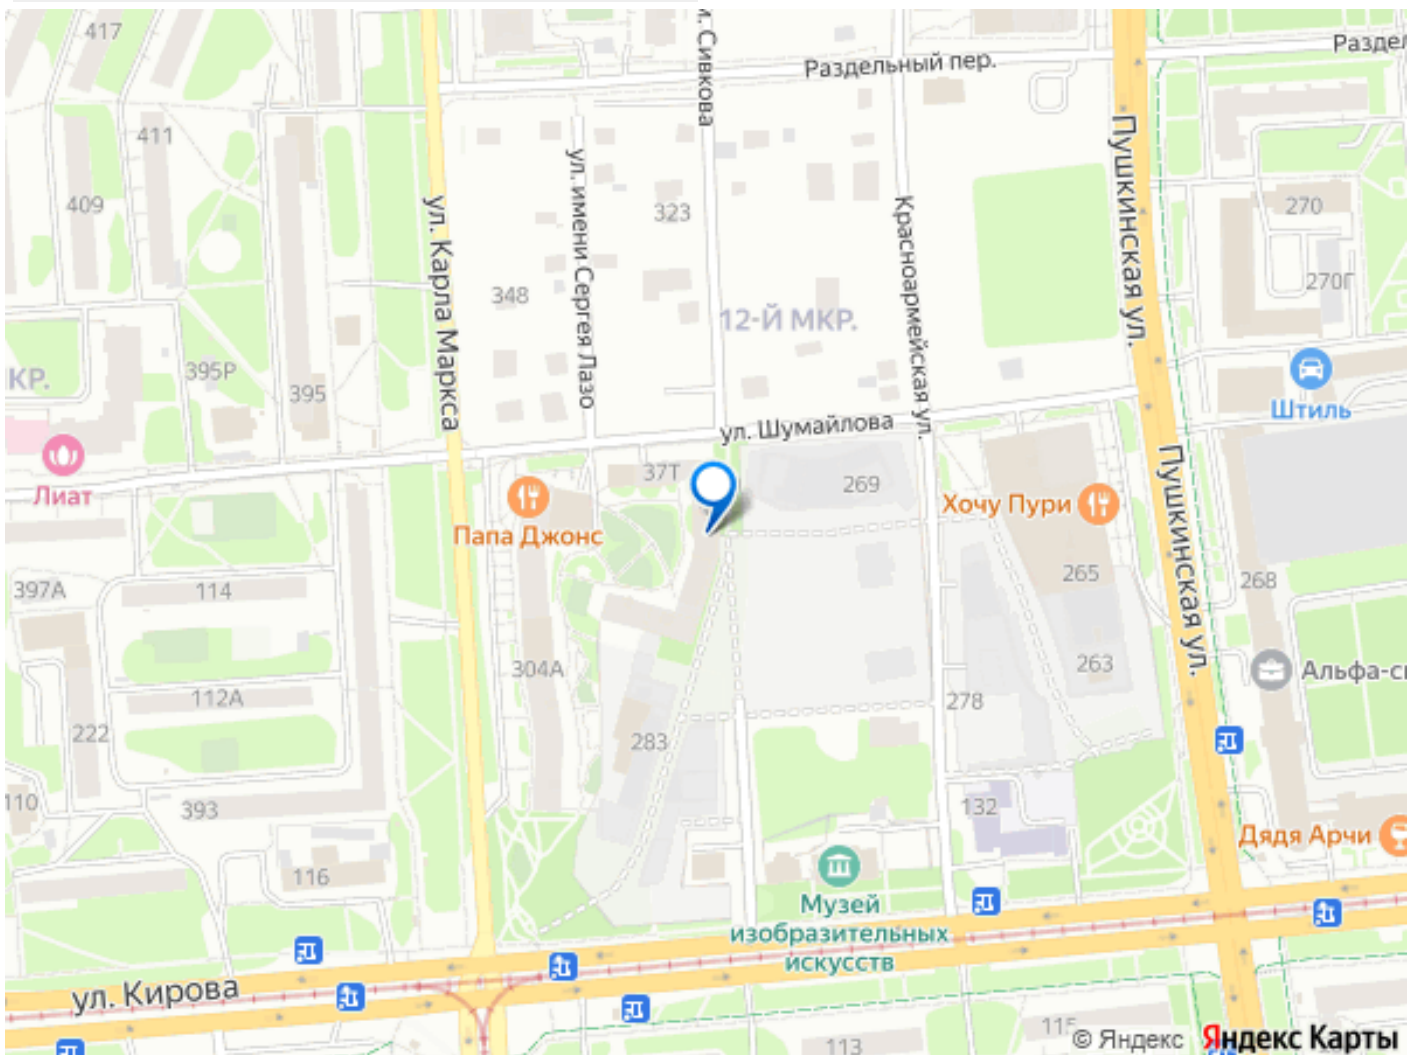 417
м. Сивкова
Раздельный пер.
Раздел
411
Пушкинская ул.
409
ул. имени Сергея Лазо
323
ул. Карла Маркса
Красноармейская ул.
270
270Г
348
12-Й МКР.
КР.
395Р
395
Штиль
ул. Шумайлова
Лиат
37Т
269
Хочу Пури
Папа Джонс
Пушкинская ул.
397А
114
265
268
304А
263
Альфа-с
112А
278
222
283
110
393
132
Дядя Арчи
116
Музей
изобразительных
искусств
ул. Кирова
115
113
© Яндекс Яндекс Карты